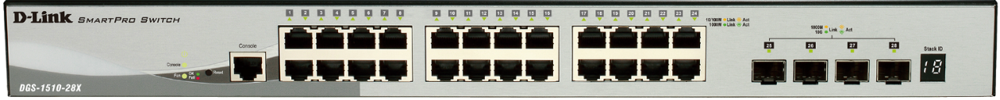 D-Link SmartPro Switch
1 2 3 4 5 6 7 8
9 10 11 12 13 14 15 16
17 18 19 20 21 22 23 24
10/100M Link Act
1000M Link Act
1000M
10G Link Act
25 26 27 28
Console
Stack ID
Console
OK
Fan Fail
Reset
18
DGS-1510-28X